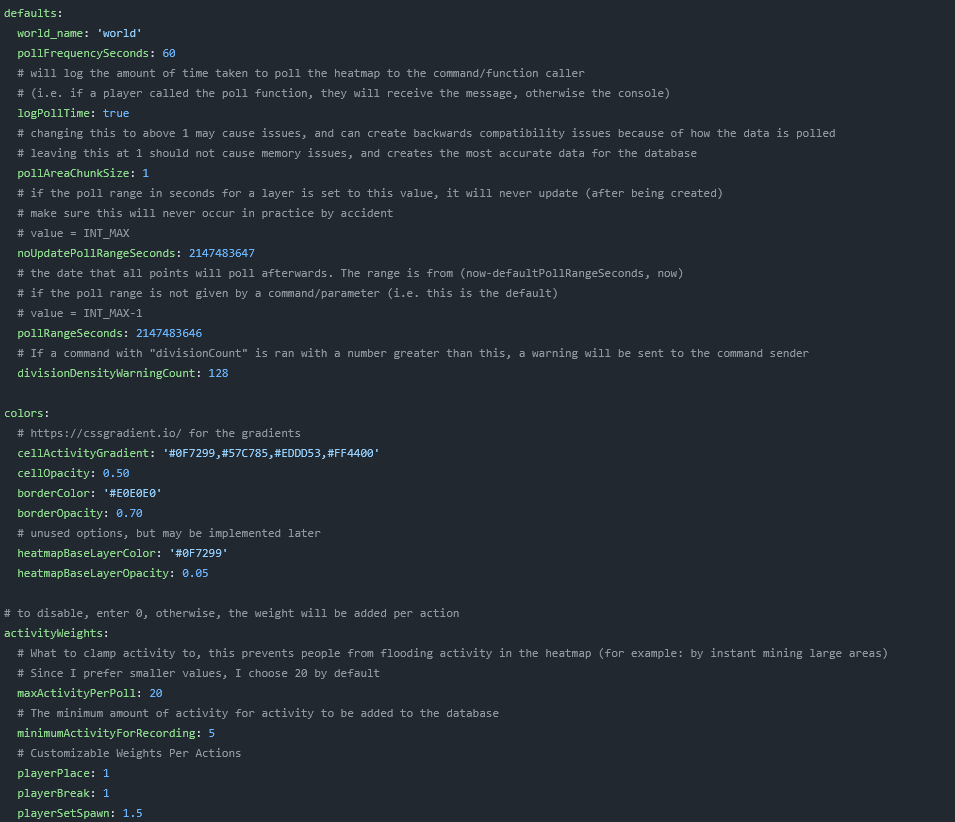 defaults:
world_name: 'world'
pollFrequencySeconds: 60
# will log the amount of time taken to poll the heatmap to the command/function caller
# (i.e. if a player called the poll function, they will receive the message, otherwise the console)
logPollTime: true
# changing this to above 1 may cause issues, and can create backwards compatibility issues because of how the data is polled
# leaving this at 1 should not cause memory issues, and creates the most accurate data for the database
pollAreaChunkSize: 1
# if the poll range in seconds for a layer is set to this value, it will never update (after being created)
# make sure this will never occur in practice by accident
# value = INT_MAX
noUpdatePollRangeSeconds: 2147483647
# the date that all points will poll afterwards. The range is from (now-defaultPollRangeSeconds, now)
# if the poll range is not given by a command/parameter (i.e. this is the default)
# value = INT_MAX-1
pollRangeSeconds: 2147483646
# If a command with "divisionCount" is ran with a number greater than this, a warning will be sent to the command sender
divisionDensityWarningCount: 128
colors:
# https://cssgradient.io/ for the gradients
cellActivityGradient: '#0F7299,#57C785,#EDDD53,#FF4400'
cellOpacity: 0.50
borderColor: '#E0E0E0'
borderOpacity: 0.70
# unused options, but may be implemented later
heatmapBaseLayerColor: '#0F7299'
heatmapBaseLayerOpacity: 0.05
# to disable, enter 0, otherwise, the weight will be added per action
activityWeights:
# What to clamp activity to, this prevents people from flooding activity in the heatmap (for example: by instant mining large areas)
# Since I prefer smaller values, I choose 20 by default
maxActivityPerPoll: 20
# The minimum amount of activity for activity to be added to the database
minimumActivityForRecording: 5
# Customizable Weights Per Actions
playerPlace: 1
playerBreak: 1
playerSetSpawn: 1.5